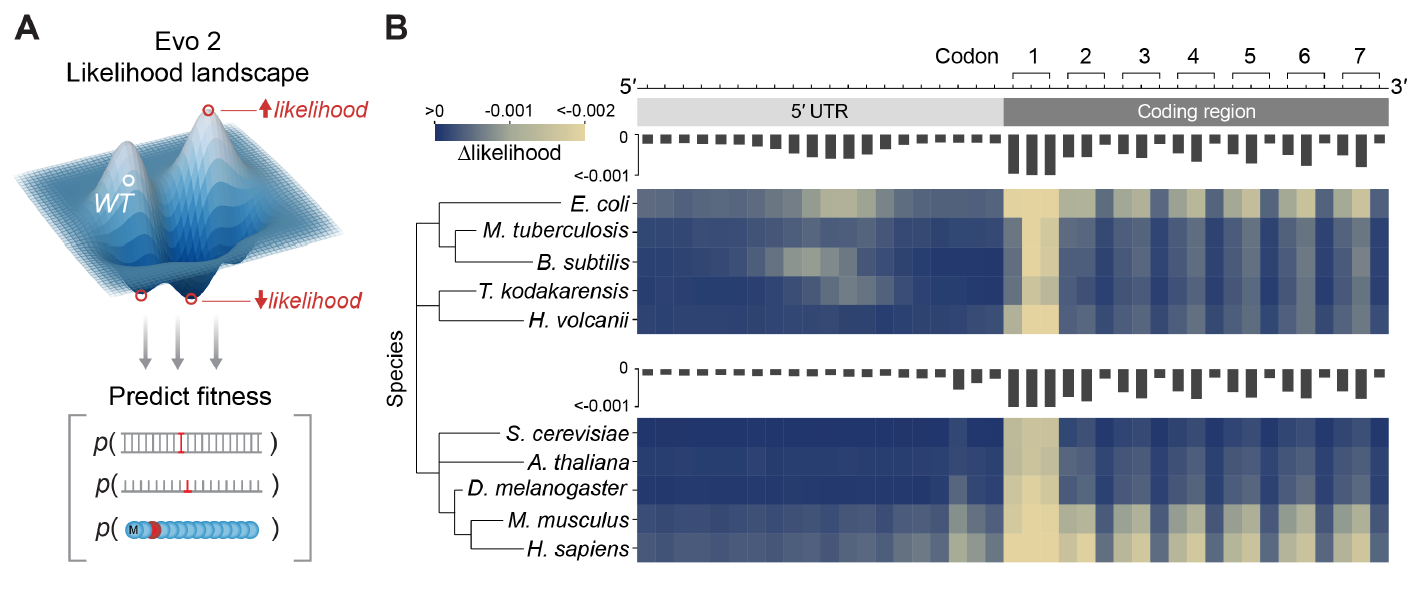 A
Evo 2
Likelihood landscape
likelihood
WT
likelihood
Predict fitness
p( )
p( )
p( M )
B
Codon 1 2 3 4 5 6 7
5′ 3′
5′ UTR Coding region
>0 -0.001 <-0.002
Δlikelihood
0
<-0.001
Species
E. coli
M. tuberculosis
B. subtilis
T. kodakarensis
H. volcanii
0
<-0.001
S. cerevisiae
A. thaliana
D. melanogaster
M. musculus
H. sapiens